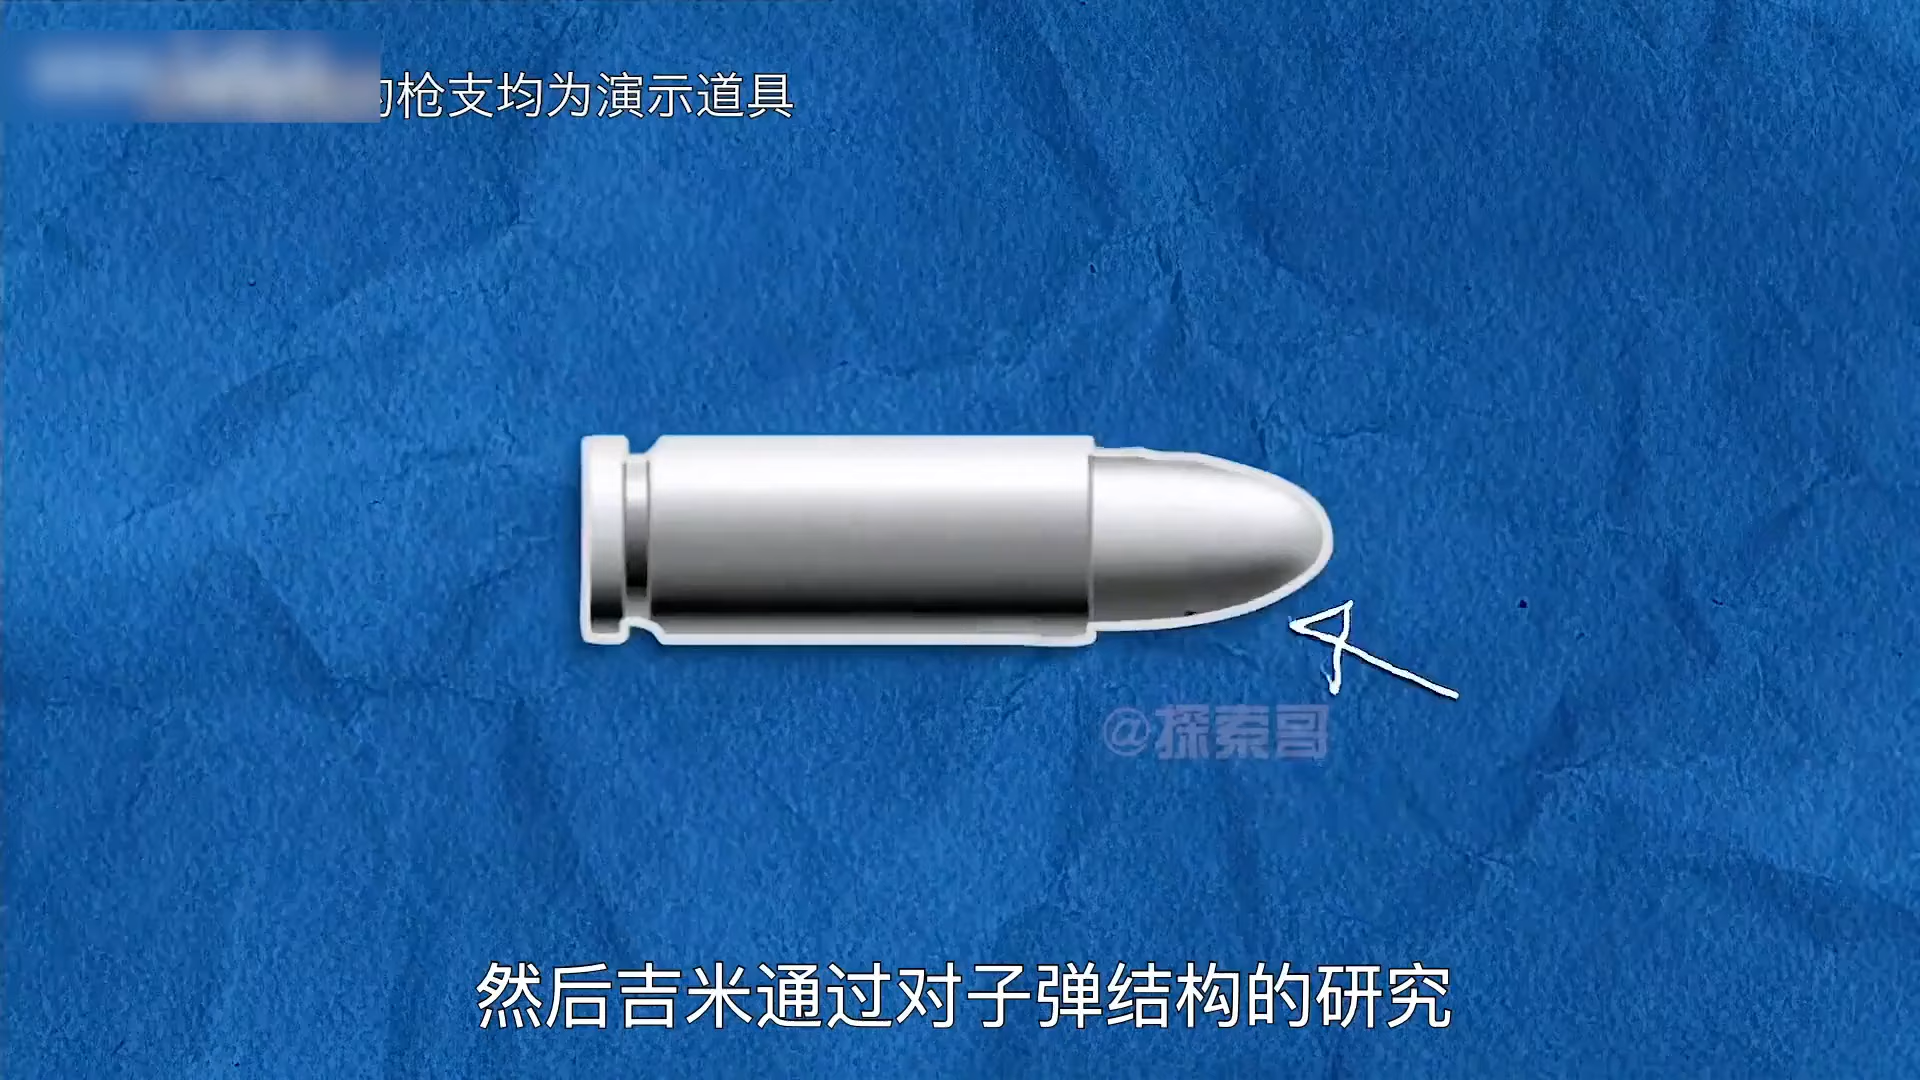 的枪支均为演示道具
@探索哥
然后吉米通过对子弹结构的研究